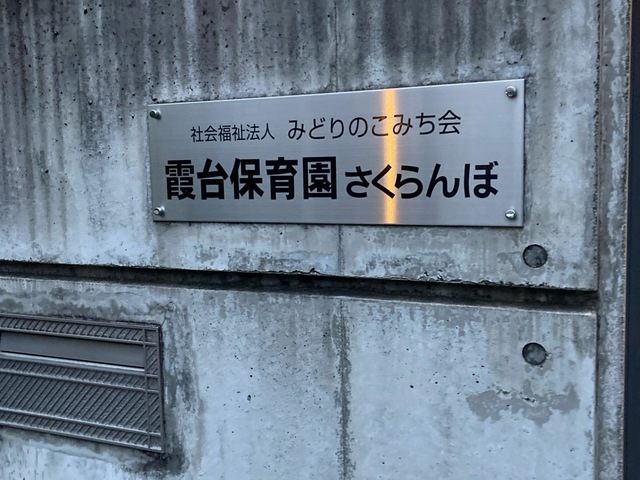 社会福祉法人 みどりのこみち会
霞台保育園さくらんぼ